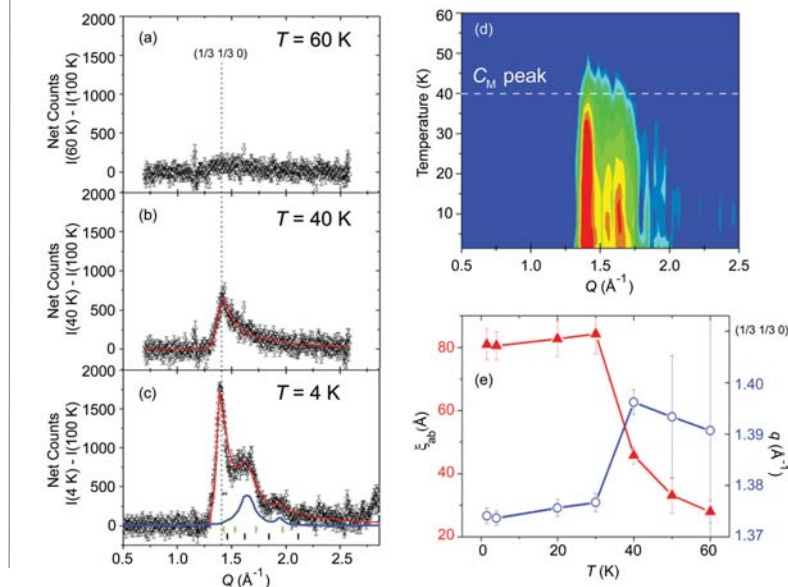 2000
(a)
T = 60 K
(1/3 1/3 0)
1500
1000
500
0
Net Counts
I(60 K) - I(100 K)
2000
(b)
T = 40 K
1500
1000
500
0
Net Counts
I(40 K) - I(100 K)
2000
(c)
T = 4 K
1500
1000
500
0
Net Counts
I(4 K) - I(100 K)
0.5 1.0 1.5 2.0 2.5
Q (Å⁻¹)
(d)
60
50
C_M peak
40
30
20
10
Temperature (K)
0.5 1.0 1.5 2.0 2.5
Q (Å⁻¹)
(1/3 1/3 0)
80
(e)
60
40
20
ξ_ab(Å)
1.40
1.39
1.38
1.37
q (Å⁻¹)
0 10 20 30 40 50 60
T (K)